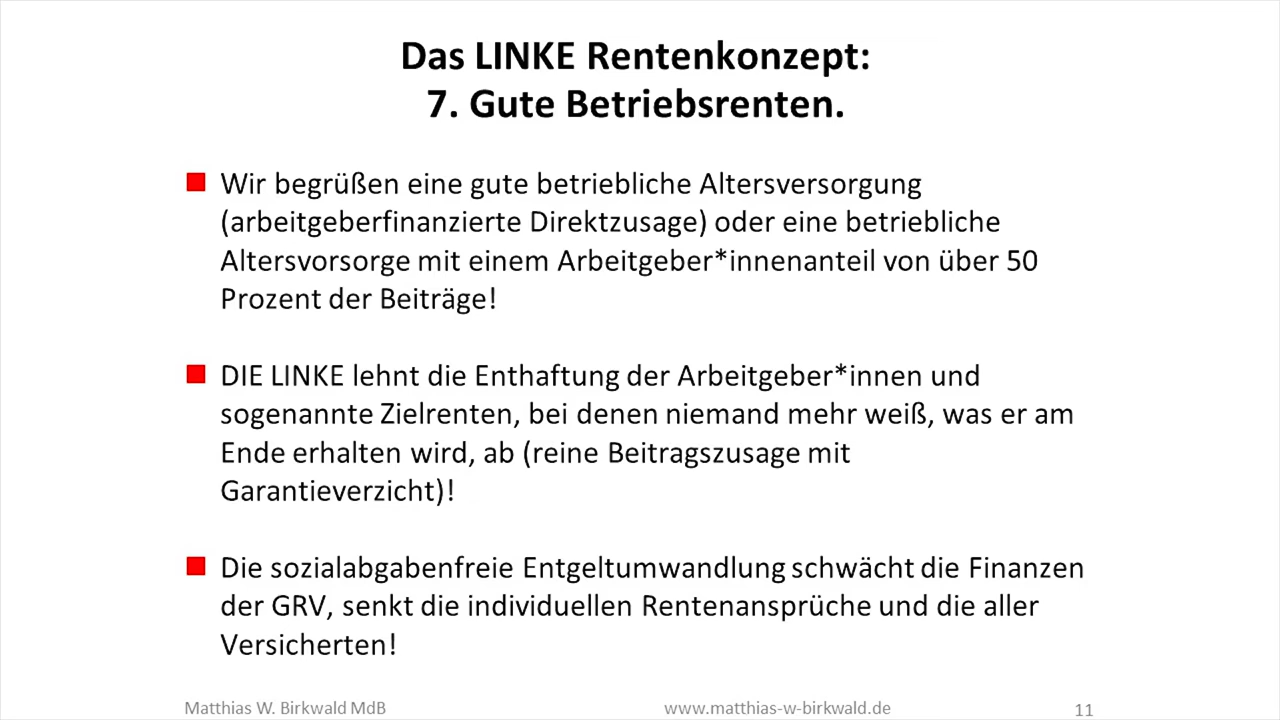 Das LINKE Rentenkonzept:
7. Gute Betriebsrenten.
Wir begrüßen eine gute betriebliche Altersversorgung
(arbeitgeberfinanzierte Direktzusage) oder eine betriebliche
Altersvorsorge mit einem Arbeitgeber*innenanteil von über 50
Prozent der Beiträge!
DIE LINKE lehnt die Enthaftung der Arbeitgeber*innen und
sogenannte Zielrenten, bei denen niemand mehr weiß, was er am
Ende erhalten wird, ab (reine Beitragszusage mit
Garantieverzicht)!
Die sozialabgabenfreie Entgeltumwandlung schwächt die Finanzen
der GRV, senkt die individuellen Rentenansprüche und die aller
Versicherten!
Matthias W. Birkwald MdB www.matthias-w-birkwald.de 11